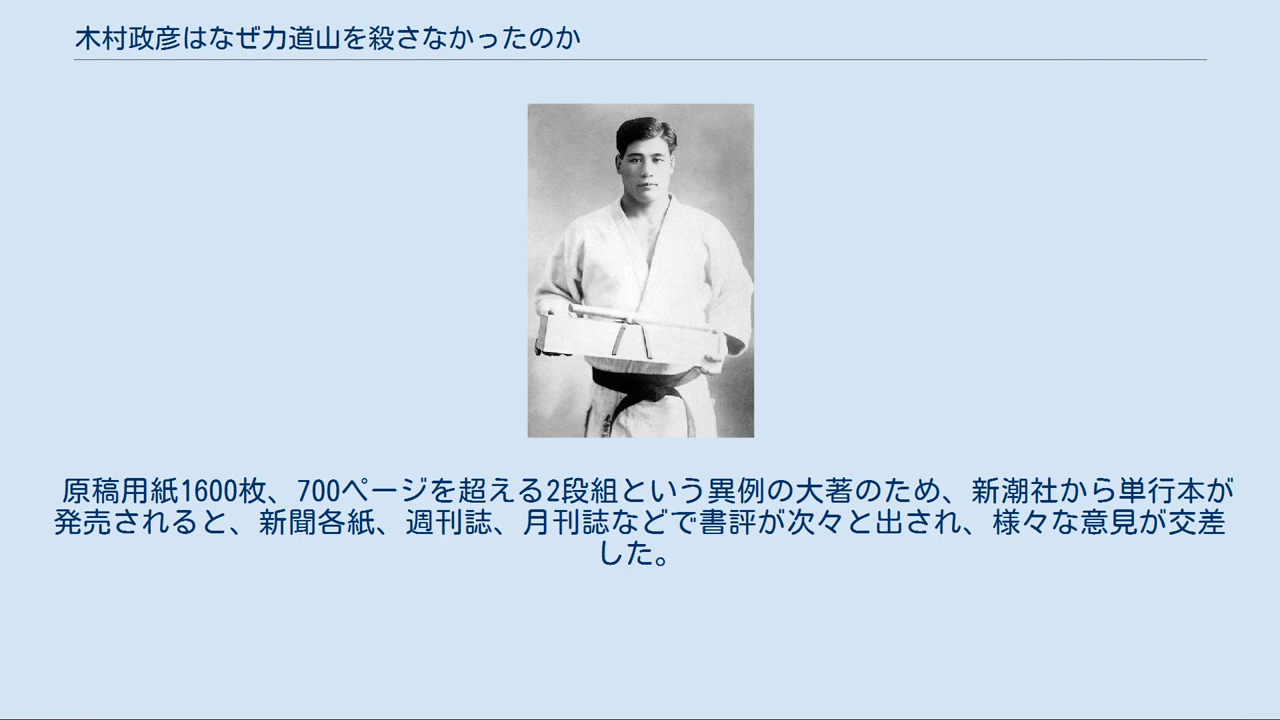 木村政彦はなぜ力道山を殺さなかったのか
原稿用紙1600枚、700ページを超える2段組という異例の大著のため、新潮社から単行本が
発売されると、新聞各紙、週刊誌、月刊誌などで書評が次々と出され、様々な意見が交差
した。